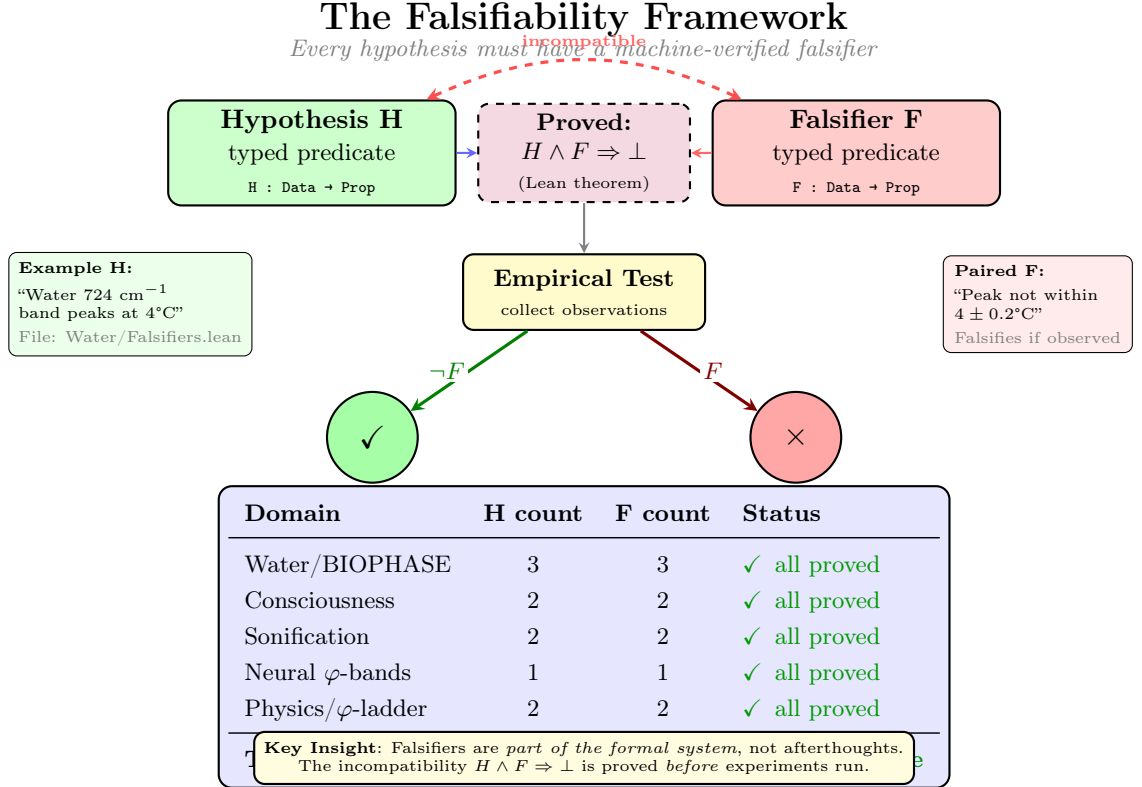 The Falsifiability Framework
Every hypothesis must have a machine-verified falsifier
incompatible
Hypothesis H
typed predicate
H : Data → Prop
Proved:
H ∧ F ⇒ ⊥
(Lean theorem)
Falsifier F
typed predicate
F : Data → Prop
Example H:
“Water 724 cm⁻¹
band peaks at 4°C”
File: Water/Falsifiers.lean
Empirical Test
collect observations
Paired F:
“Peak not within
4 ± 0.2°C”
Falsifies if observed
¬F
F
✓
×
Domain H count F count Status
Water/BIOPHASE 3 3 ✓ all proved
Consciousness 2 2 ✓ all proved
Sonification 2 2 ✓ all proved
Neural φ-bands 1 1 ✓ all proved
Physics/φ-ladder 2 2 ✓ all proved
Key Insight: Falsifiers are part of the formal system, not afterthoughts.
The incompatibility H ∧ F ⇒ ⊥ is proved before experiments run.